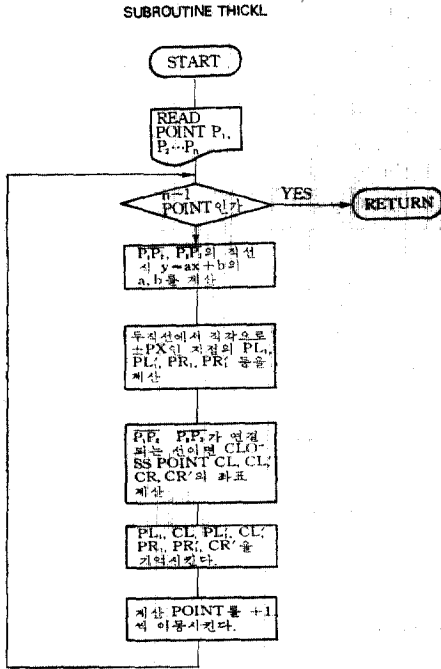 SUBROUTINE THICKL
START
READ
POINT P₁,
P₂…Pₙ
n-1
POINT인가
YES
RETURN
P₁P₂, P₂P₃의 직선
식 y=ax+b의
a, b를 계산
두직선에서 직각으로
±PX인 지점의 PL₁,
PL₁′, PR₁, PR₁′ 등을
계산
P₁P₂ P₂P₃가 연결
되는 선이면 CLO-
SS POINT CL, CL′,
CR, CR′의 좌표
계산
PL₁, CL, PL₁′, CL′,
PR₁, PR₁′, CR′을
기억시킨다.
계산 POINT를 +1
씩 이동시킨다.